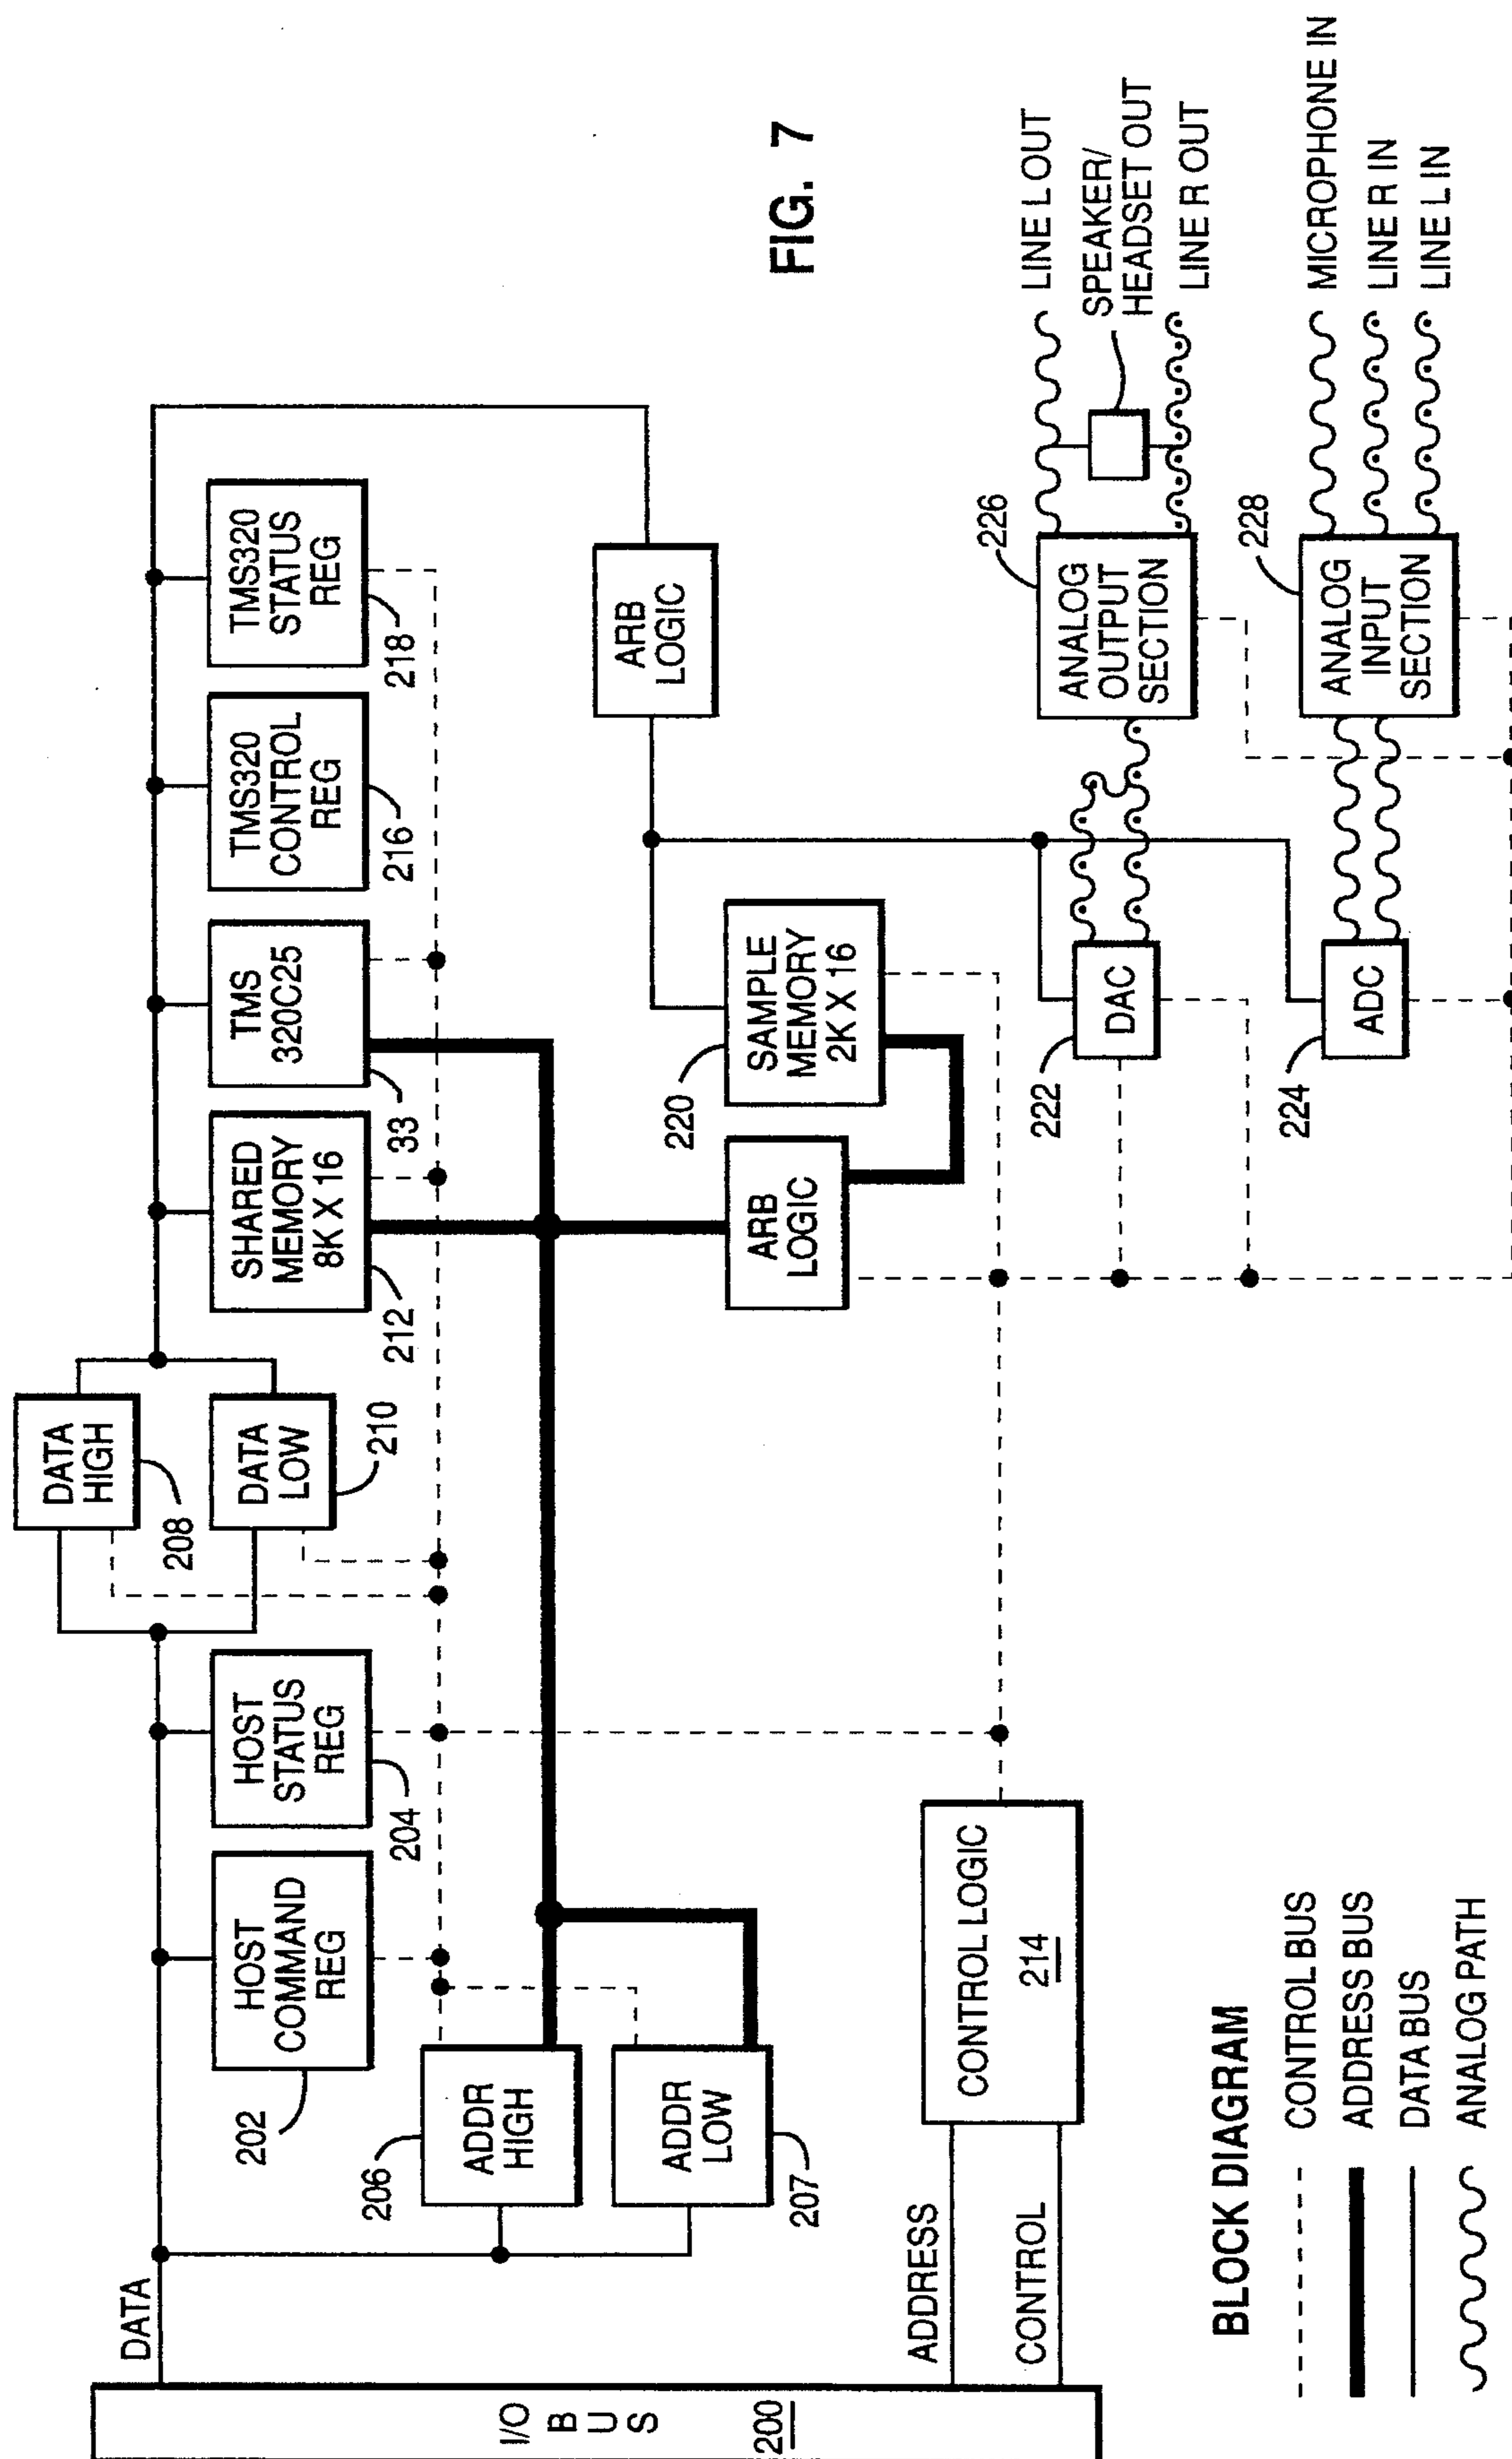 FIG. 7
I/O
BUS
200
DATA
ADDRESS
CONTROL
HOST
COMMAND
REG
202
HOST
STATUS
REG
204
ADDR
HIGH
206
ADDR
LOW
207
DATA
HIGH
208
DATA
LOW
210
SHARED
MEMORY
8K X 16
212
TMS
320C25
33
TMS320
CONTROL
REG
216
TMS320
STATUS
REG
218
ARB
LOGIC
ARB
LOGIC
SAMPLE
MEMORY
2K X 16
220
CONTROL LOGIC
214
DAC
222
ADC
224
ANALOG
OUTPUT
SECTION
226
ANALOG
INPUT
SECTION
228
LINE L OUT
SPEAKER/
HEADSET OUT
LINE R OUT
MICROPHONE IN
LINE R IN
LINE L IN
BLOCK DIAGRAM
CONTROL BUS
ADDRESS BUS
DATA BUS
ANALOG PATH